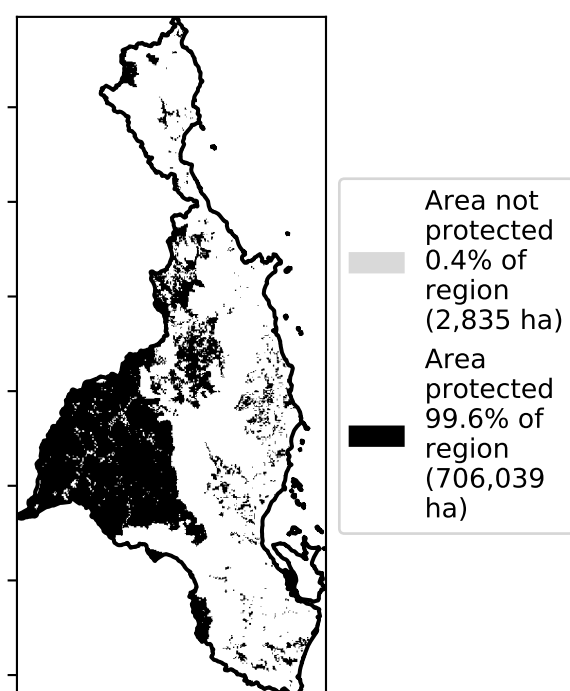 Area not
protected
0.4% of
region
(2,835 ha)
Area
protected
99.6% of
region
(706,039
ha)